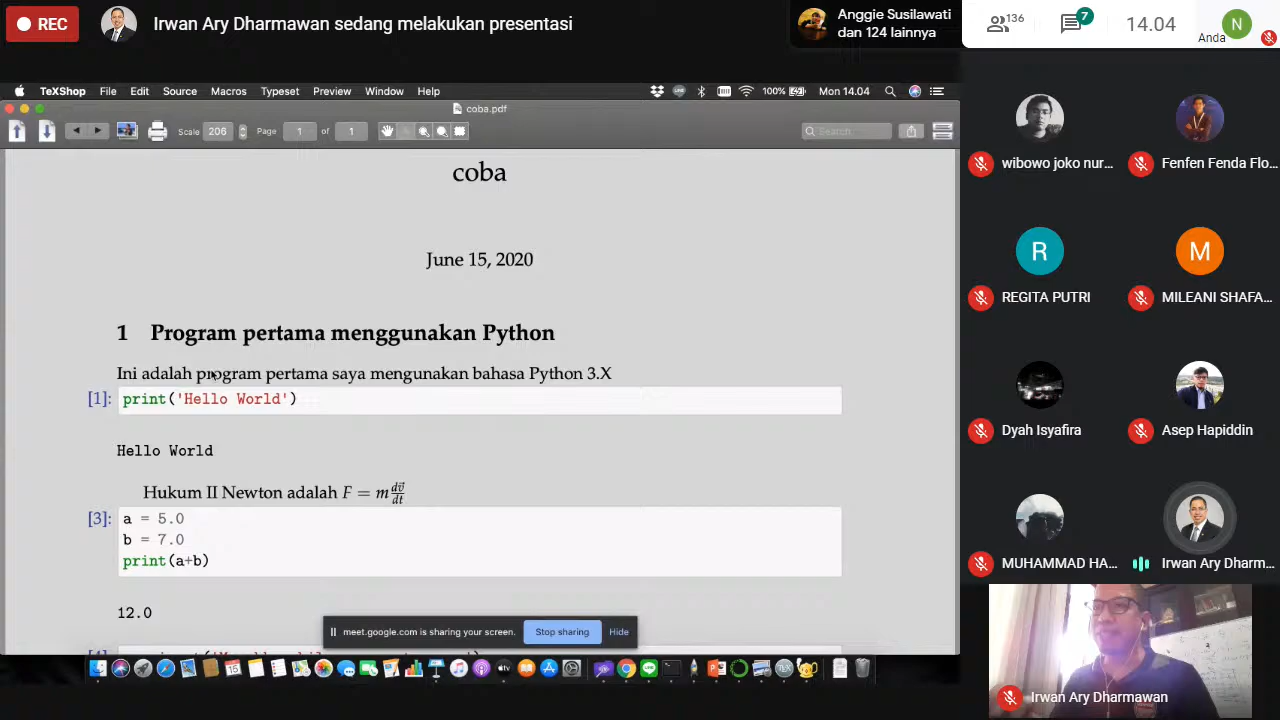 REC
Irwan Ary Dharmawan sedang melakukan presentasi
Anggie Susilawati
dan 124 lainnya
136
7
14.04
Anda
N
TeXShop File Edit Source Macros Typeset Preview Window Help
100%
Mon 14.04
coba.pdf
Scale 206
Page 1 of 1
Search
coba
June 15, 2020
1 Program pertama menggunakan Python
Ini adalah program pertama saya mengunakan bahasa Python 3.X
[1]: print('Hello World')
Hello World
Hukum II Newton adalah F = m dv⃗/dt
[3]: a = 5.0
b = 7.0
print(a+b)
12.0
meet.google.com is sharing your screen.
Stop sharing
Hide
wibowo joko nur...
Fenfen Fenda Flo...
R
REGITA PUTRI
M
MILEANI SHAFA...
Dyah Isyafira
Asep Hapiddin
MUHAMMAD HA...
Irwan Ary Dharm...
Irwan Ary Dharmawan